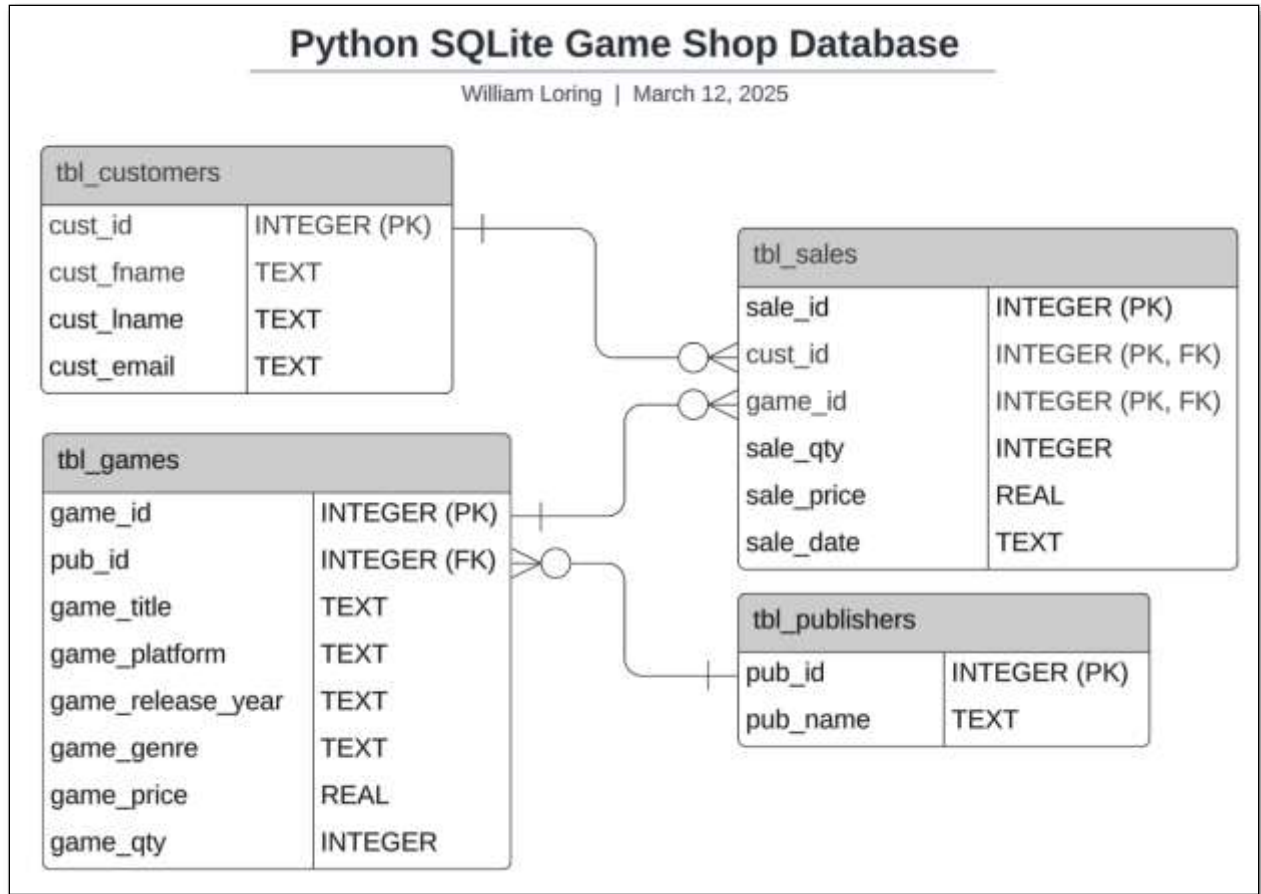 Python SQLite Game Shop Database
William Loring | March 12, 2025
tbl_customers
cust_id INTEGER (PK)
cust_fname TEXT
cust_lname TEXT
cust_email TEXT
tbl_games
game_id INTEGER (PK)
pub_id INTEGER (FK)
game_title TEXT
game_platform TEXT
game_release_year TEXT
game_genre TEXT
game_price REAL
game_qty INTEGER
tbl_sales
sale_id INTEGER (PK)
cust_id INTEGER (PK, FK)
game_id INTEGER (PK, FK)
sale_qty INTEGER
sale_price REAL
sale_date TEXT
tbl_publishers
pub_id INTEGER (PK)
pub_name TEXT